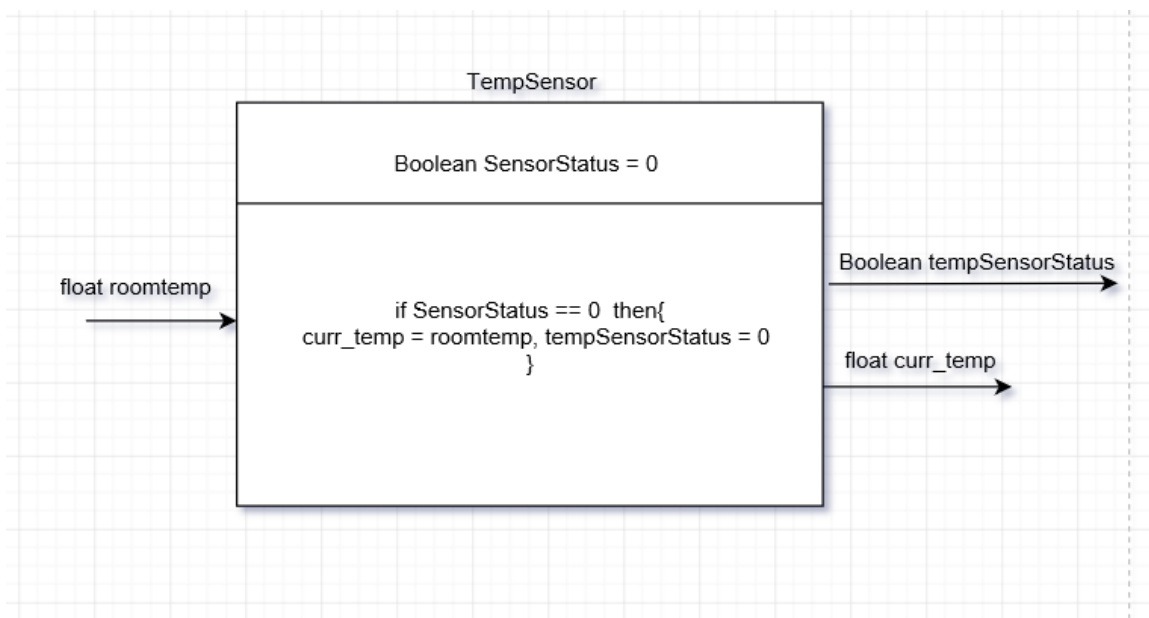 TempSensor
Boolean SensorStatus = 0
float roomtemp
if SensorStatus == 0  then{
curr_temp = roomtemp, tempSensorStatus = 0
}
Boolean tempSensorStatus
float curr_temp